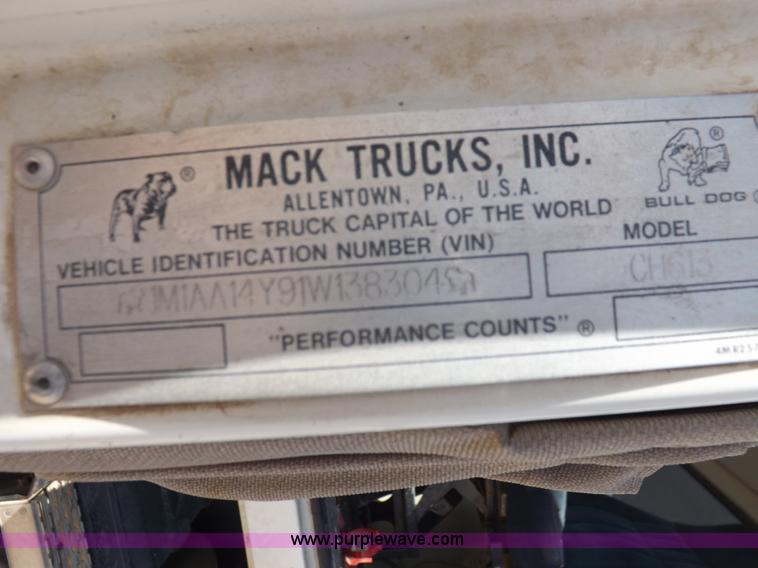 ® MACK TRUCKS, INC. ®
ALLENTOWN, PA., U.S.A.
BULL DOG
THE TRUCK CAPITAL OF THE WORLD
VEHICLE IDENTIFICATION NUMBER (VIN) MODEL
1M1AA14Y91W138304 CH613
"PERFORMANCE COUNTS" ®
www.purplewave.com